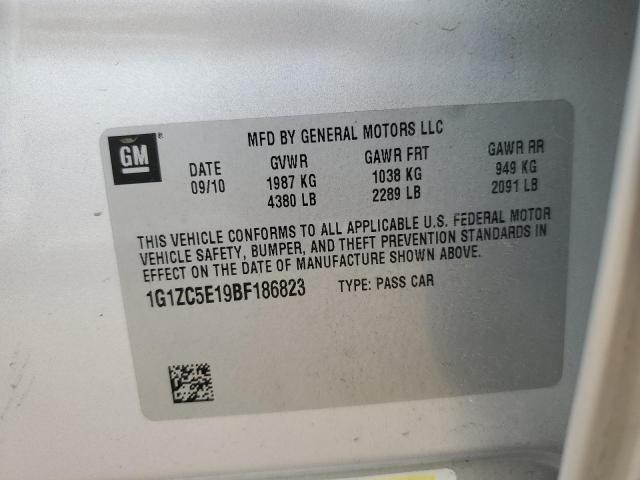 GM ®
MFD BY GENERAL MOTORS LLC
DATE GVWR GAWR FRT GAWR RR
09/10 1987 KG 1038 KG 949 KG
4380 LB 2289 LB 2091 LB
THIS VEHICLE CONFORMS TO ALL APPLICABLE U.S. FEDERAL MOTOR
VEHICLE SAFETY, BUMPER, AND THEFT PREVENTION STANDARDS IN
EFFECT ON THE DATE OF MANUFACTURE SHOWN ABOVE.
1G1ZC5E19BF186823 TYPE: PASS CAR